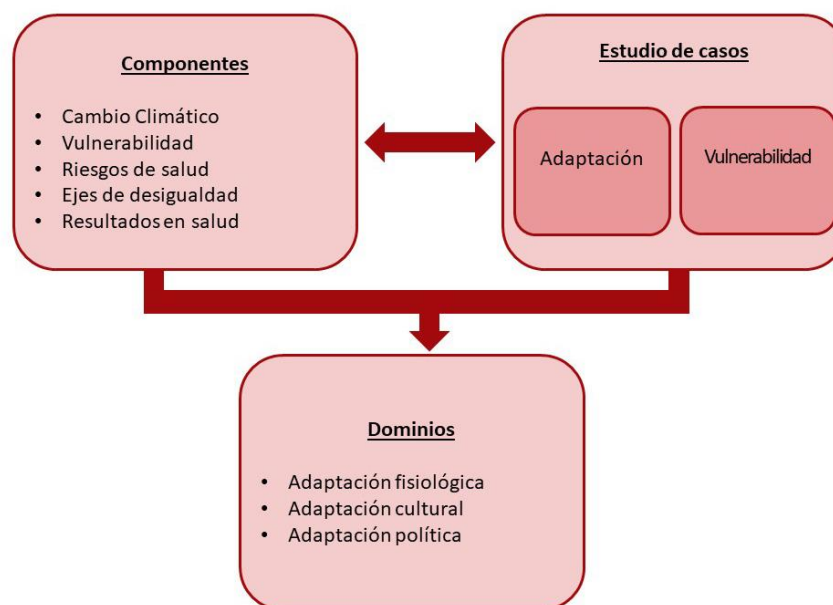 Componentes
• Cambio Climático
• Vulnerabilidad
• Riesgos de salud
• Ejes de desigualdad
• Resultados en salud
Estudio de casos
Adaptación
Vulnerabilidad
Dominios
• Adaptación fisiológica
• Adaptación cultural
• Adaptación política